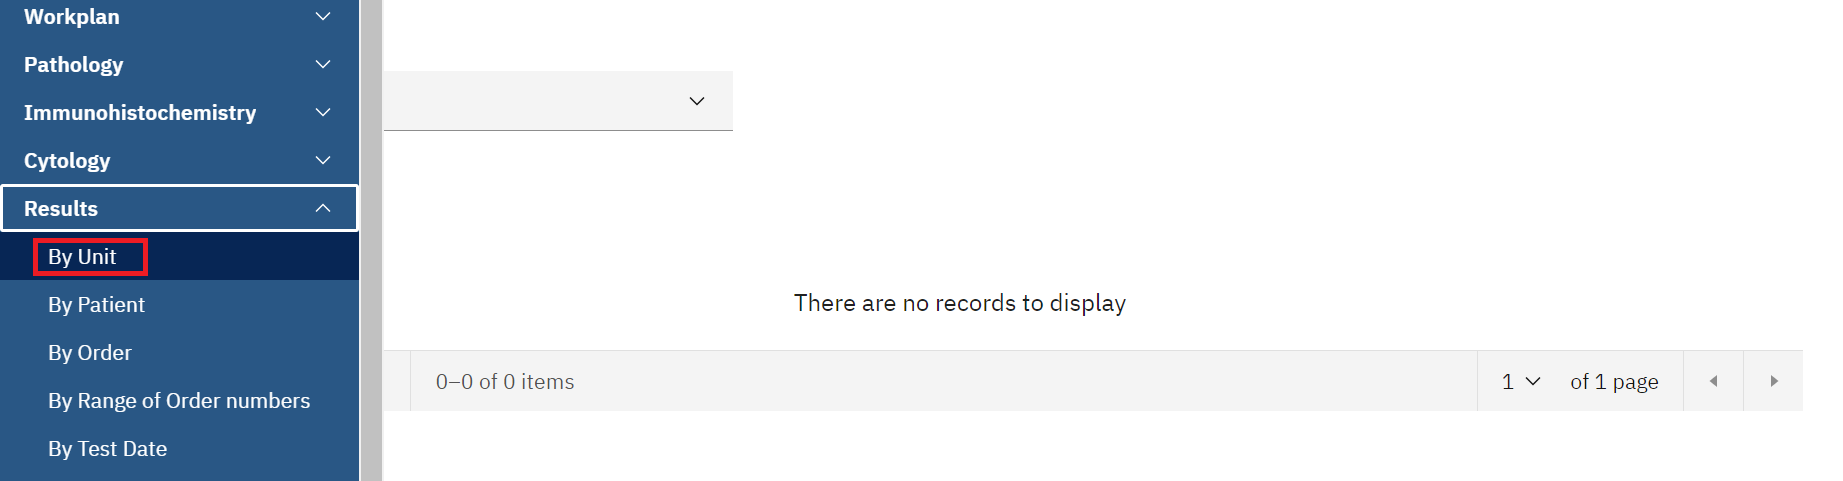 Workplan
Pathology
Immunohistochemistry
Cytology
Results
By Unit
By Patient
By Order
By Range of Order numbers
By Test Date
There are no records to display
0–0 of 0 items
1
of 1 page